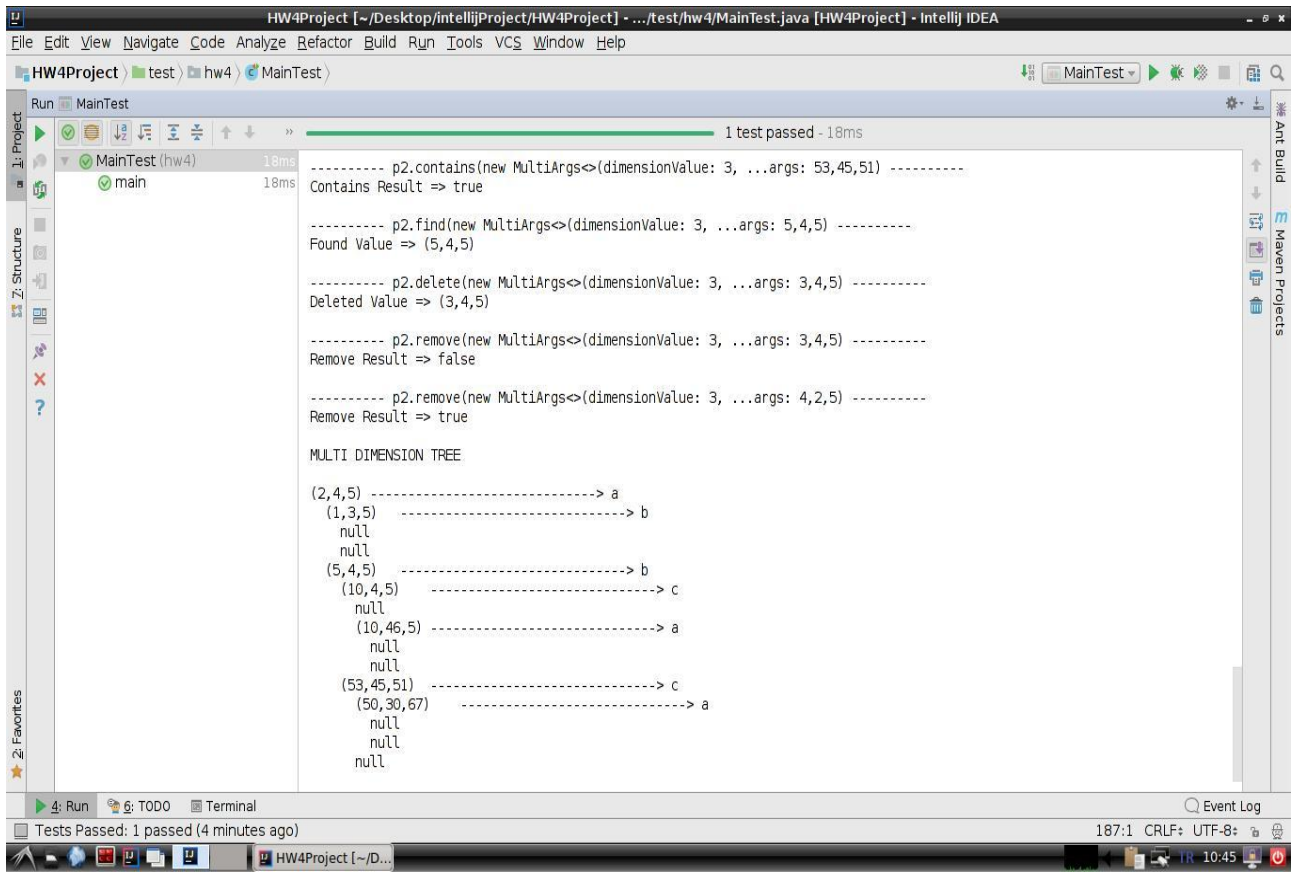 HW4Project [~/Desktop/intellijProject/HW4Project] - .../test/hw4/MainTest.java [HW4Project] - IntelliJ IDEA
File Edit View Navigate Code Analyze Refactor Build Run Tools VCS Window Help
HW4Project test hw4 MainTest
MainTest
Run MainTest
1 test passed - 18ms
MainTest (hw4) 18ms
main 18ms
---------- p2.contains(new MultiArgs<>(dimensionValue: 3, ...args: 53,45,51) ----------
Contains Result => true
---------- p2.find(new MultiArgs<>(dimensionValue: 3, ...args: 5,4,5) ----------
Found Value => (5,4,5)
---------- p2.delete(new MultiArgs<>(dimensionValue: 3, ...args: 3,4,5) ----------
Deleted Value => (3,4,5)
---------- p2.remove(new MultiArgs<>(dimensionValue: 3, ...args: 3,4,5) ----------
Remove Result => false
---------- p2.remove(new MultiArgs<>(dimensionValue: 3, ...args: 4,2,5) ----------
Remove Result => true
MULTI DIMENSION TREE
(2,4,5) ------------------------------> a
(1,3,5) ------------------------------> b
null
null
(5,4,5) ------------------------------> b
(10,4,5) ------------------------------> c
null
(10,46,5) ------------------------------> a
null
null
(53,45,51) ------------------------------> c
(50,30,67) ------------------------------> a
null
null
null
1: Project
7: Structure
2: Favorites
Ant Build
m Maven Projects
4: Run 6: TODO Terminal
Event Log
Tests Passed: 1 passed (4 minutes ago)
187:1 CRLF UTF-8
HW4Project [~/D...
TR 10:45